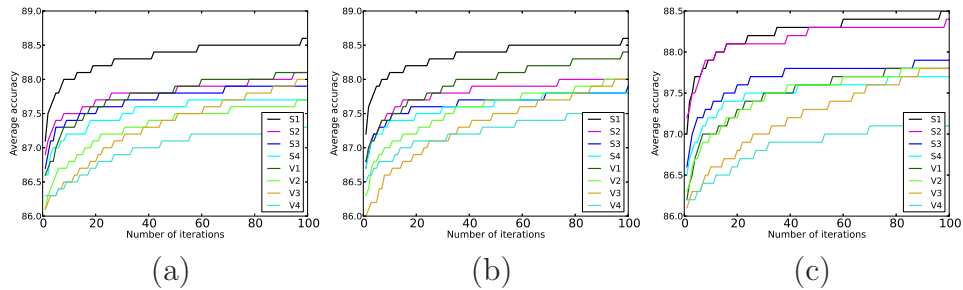 89.0
88.5
88.0
87.5
87.0
86.5
86.0
Average accuracy
0 20 40 60 80 100
Number of iterations
S1
S2
S3
S4
V1
V2
V3
V4
(a)
89.0
88.5
88.0
87.5
87.0
86.5
86.0
Average accuracy
0 20 40 60 80 100
Number of iterations
S1
S2
S3
S4
V1
V2
V3
V4
(b)
88.5
88.0
87.5
87.0
86.5
86.0
Average accuracy
0 20 40 60 80 100
Number of iterations
S1
S2
S3
S4
V1
V2
V3
V4
(c)